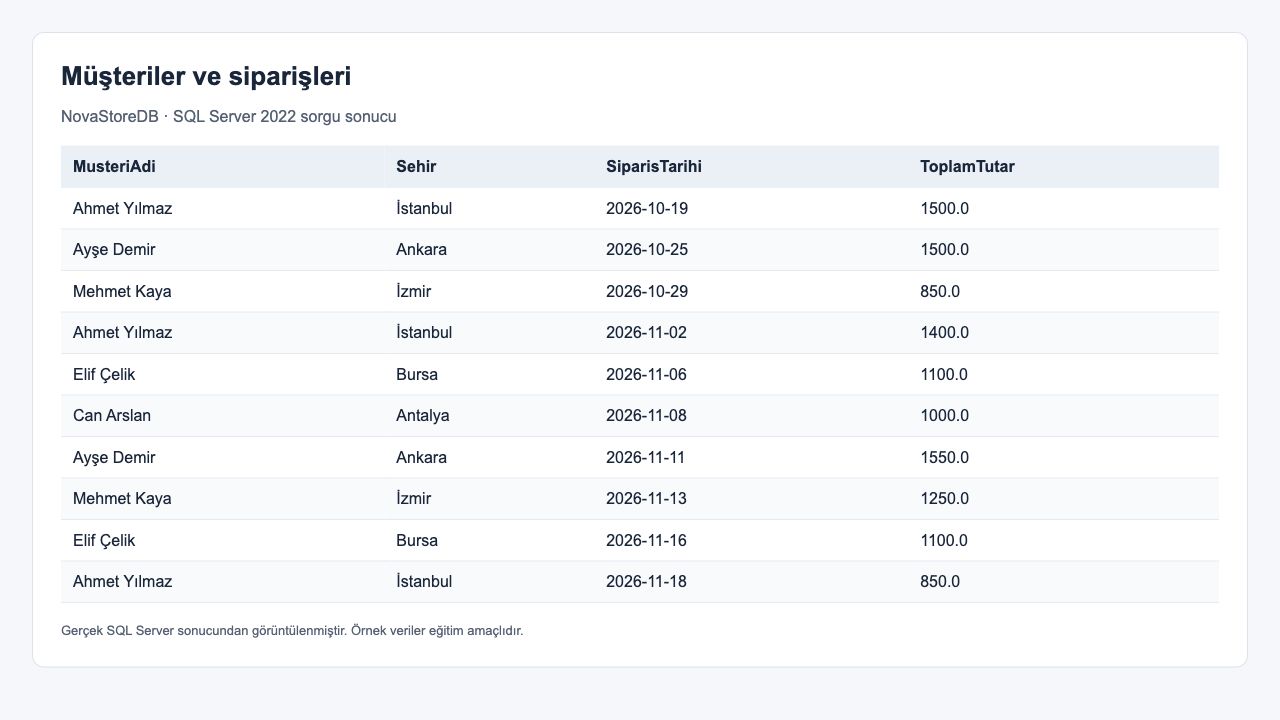 Müşteriler ve siparişleri
NovaStoreDB · SQL Server 2022 sorgu sonucu
MusteriAdi Sehir SiparisTarihi ToplamTutar
Ahmet Yılmaz İstanbul 2026-10-19 1500.0
Ayşe Demir Ankara 2026-10-25 1500.0
Mehmet Kaya İzmir 2026-10-29 850.0
Ahmet Yılmaz İstanbul 2026-11-02 1400.0
Elif Çelik Bursa 2026-11-06 1100.0
Can Arslan Antalya 2026-11-08 1000.0
Ayşe Demir Ankara 2026-11-11 1550.0
Mehmet Kaya İzmir 2026-11-13 1250.0
Elif Çelik Bursa 2026-11-16 1100.0
Ahmet Yılmaz İstanbul 2026-11-18 850.0
Gerçek SQL Server sonucundan görüntülenmiştir. Örnek veriler eğitim amaçlıdır.